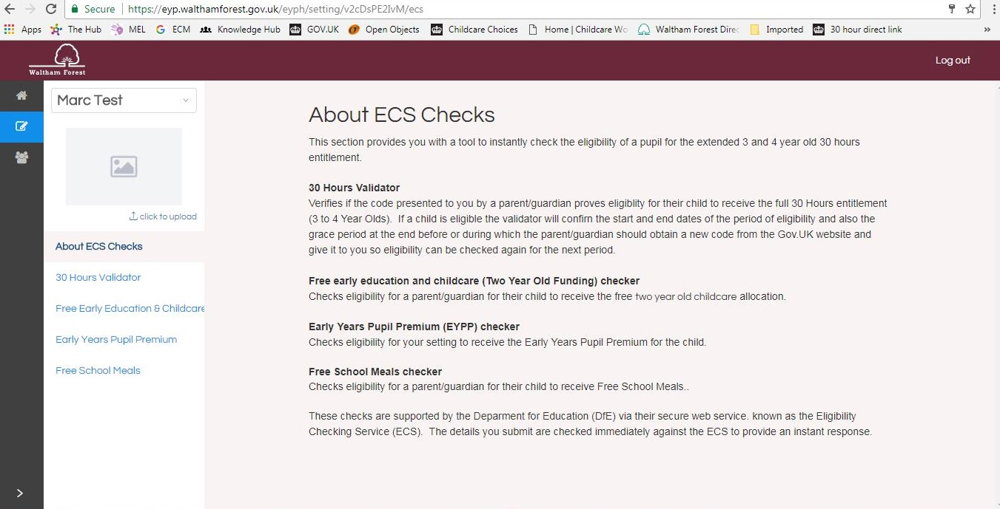 Secure https://eyp.walthamforest.gov.uk/eyph/setting/v2cDsPE2IvM/ecs
Apps The Hub MEL ECM Knowledge Hub GOV.UK Open Objects Childcare Choices Home | Childcare Wo Waltham Forest Dire Imported 30 hour direct link »
Waltham Forest
Log out
Marc Test
click to upload
About ECS Checks
30 Hours Validator
Free Early Education & Childcare
Early Years Pupil Premium
Free School Meals
About ECS Checks
This section provides you with a tool to instantly check the eligibility of a pupil for the extended 3 and 4 year old 30 hours
entitlement.
30 Hours Validator
Verifies if the code presented to you by a parent/guardian proves eligiblity for their child to receive the full 30 Hours entitlement
(3 to 4 Year Olds).  If a child is eligible the validator will confirm the start and end dates of the period of eligibility and also the
grace period at the end before or during which the parent/guardian should obtain a new code from the Gov.UK website and
give it to you so eligibility can be checked again for the next period.
Free early education and childcare (Two Year Old Funding) checker
Checks eligibility for a parent/guardian for their child to receive the free two year old childcare allocation.
Early Years Pupil Premium (EYPP) checker
Checks eligibility for your setting to receive the Early Years Pupil Premium for the child.
Free School Meals checker
Checks eligibility for a parent/guardian for their child to receive Free School Meals..
These checks are supported by the Deparment for Education (DfE) via their secure web service. known as the Eligibility
Checking Service (ECS).  The details you submit are checked immediately against the ECS to provide an instant response.